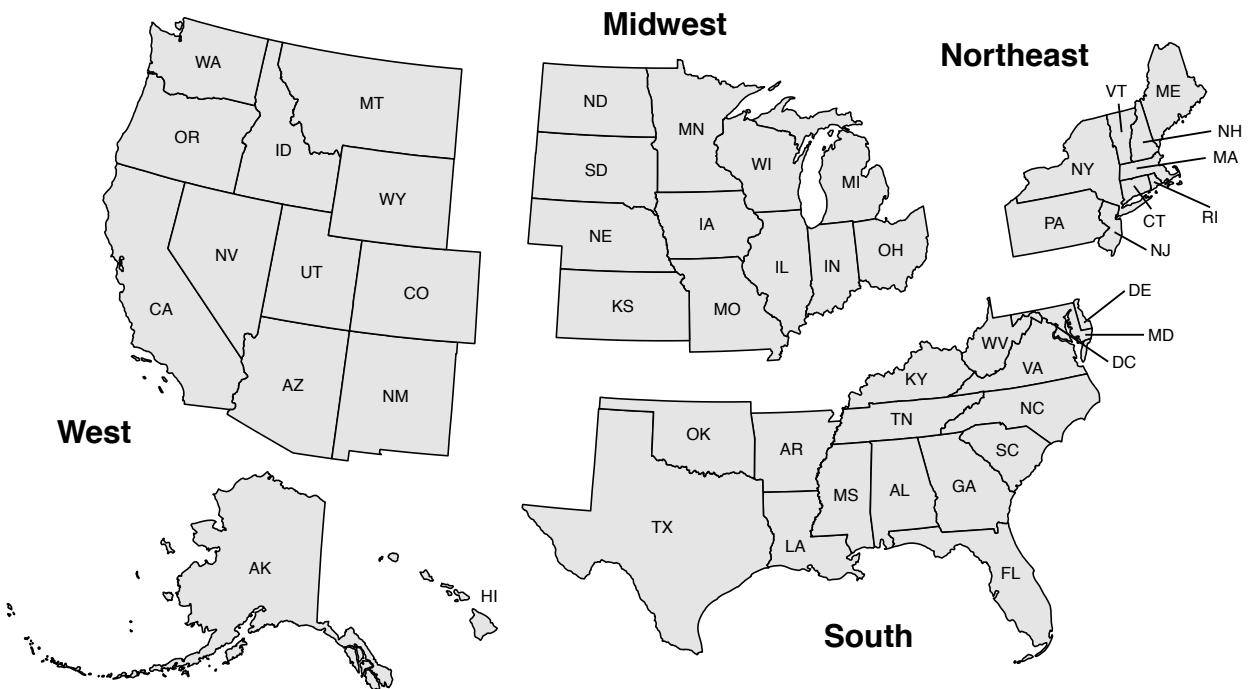 Midwest
Northeast
West
South
WA
MT
OR
ID
WY
NV
UT
CO
CA
AZ
NM
AK
HI
ND
MN
SD
WI
MI
NE
IA
IL
IN
OH
KS
MO
VT
ME
NH
MA
NY
RI
CT
PA
NJ
DE
MD
DC
WV
VA
KY
NC
TN
OK
AR
SC
MS
AL
GA
TX
LA
FL